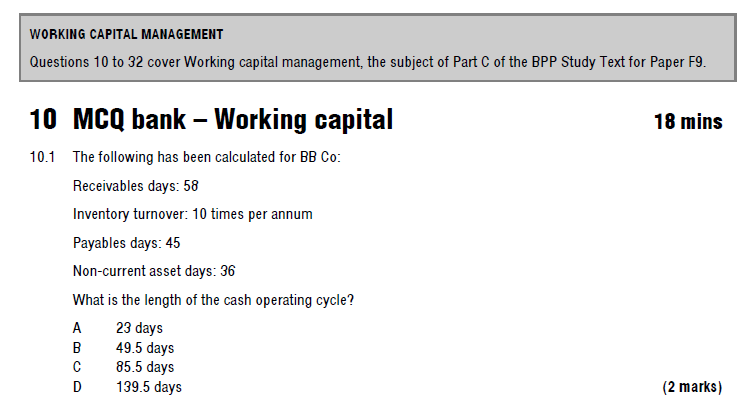 WORKING CAPITAL MANAGEMENT
Questions 10 to 32 cover Working capital management, the subject of Part C of the BPP Study Text for Paper F9.
10 MCQ bank – Working capital 18 mins
10.1 The following has been calculated for BB Co:
Receivables days: 58
Inventory turnover: 10 times per annum
Payables days: 45
Non-current asset days: 36
What is the length of the cash operating cycle?
A 23 days
B 49.5 days
C 85.5 days
D 139.5 days (2 marks)